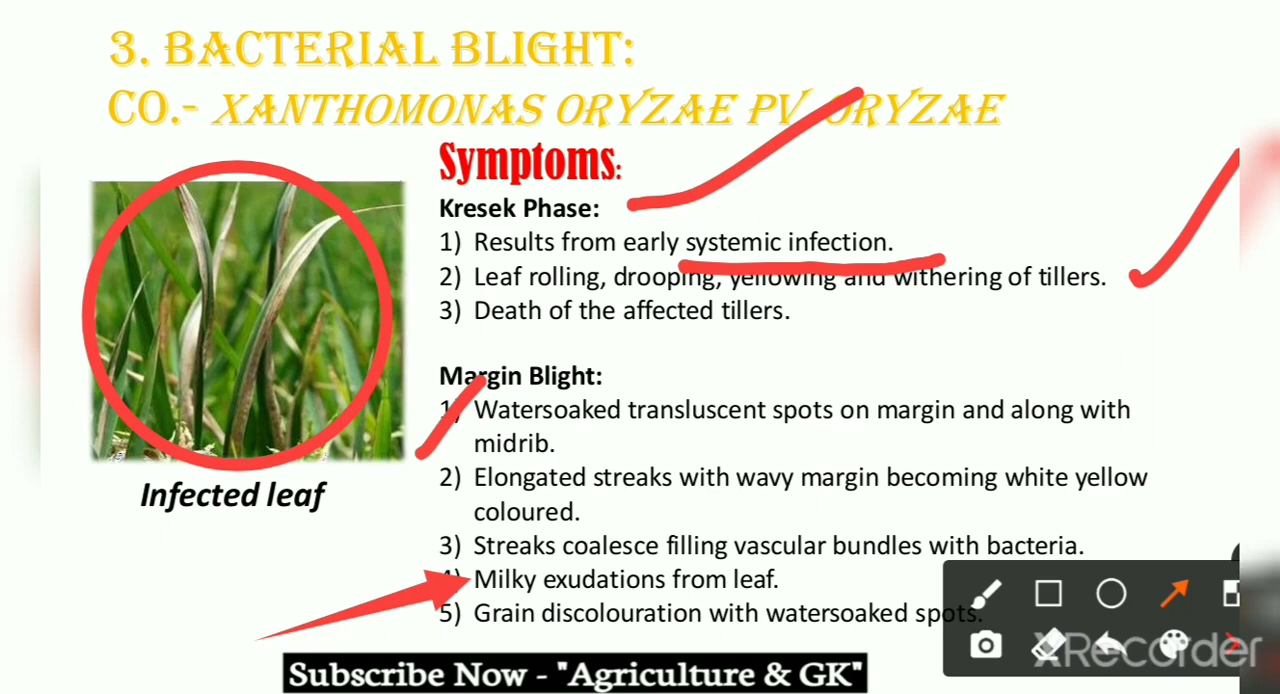 3. BACTERIAL BLIGHT:
CO.- XANTHOMONAS ORYZAE PV. ORYZAE
Symptoms:
Kresek Phase:
1) Results from early systemic infection.
2) Leaf rolling, drooping, yellowing and withering of tillers.
3) Death of the affected tillers.
Margin Blight:
1) Watersoaked transluscent spots on margin and along with
midrib.
2) Elongated streaks with wavy margin becoming white yellow
coloured.
3) Streaks coalesce filling vascular bundles with bacteria.
4) Milky exudations from leaf.
5) Grain discolouration with watersoaked spots.
Infected leaf
Subscribe Now - "Agriculture & GK"
XRecorder